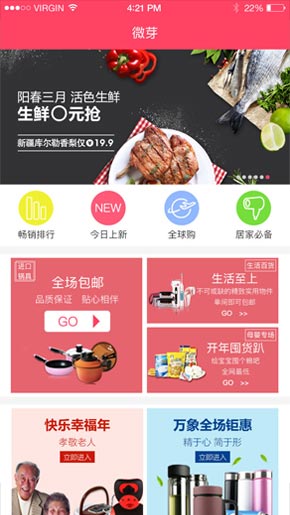 VIRGIN 4:21 PM 22%
微芽
阳春三月 活色生鲜
生鲜〇元抢
新疆库尔勒香梨仅●19.9
畅销排行
NEW
今日上新
全球购
居家必备
进口
锅具
全场包邮
品质保证 贴心相伴
GO >
生活百货
生活至上
不可或缺的精致实用物件
单间即可包邮
GO >>
母婴专场
开年囤货趴
给宝宝囤个粮吧
全网最低
GO >>
快乐幸福年
孝敬老人
立即进入
万象全场钜惠
精于心 简于形
立即进入